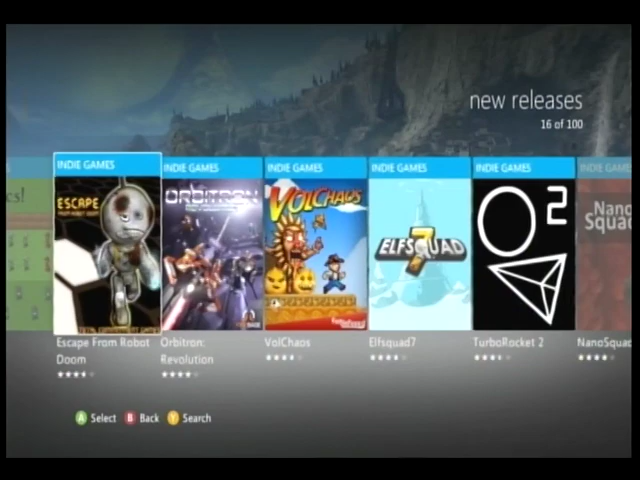 new releases
16 of 100
INDIE GAMES
INDIE GAMES
INDIE GAMES
INDIE GAMES
INDIE GAMES
INDIE GAMES
ESCAPE
ORBITRON
VOLCHAOS
ELFSQUAD
7
2
Nano
Squad
Escape From Robot
Doom
Orbitron:
Revolution
VolChaos
Elfsquad7
TurboRocket 2
NanoSquad
A Select B Back Y Search